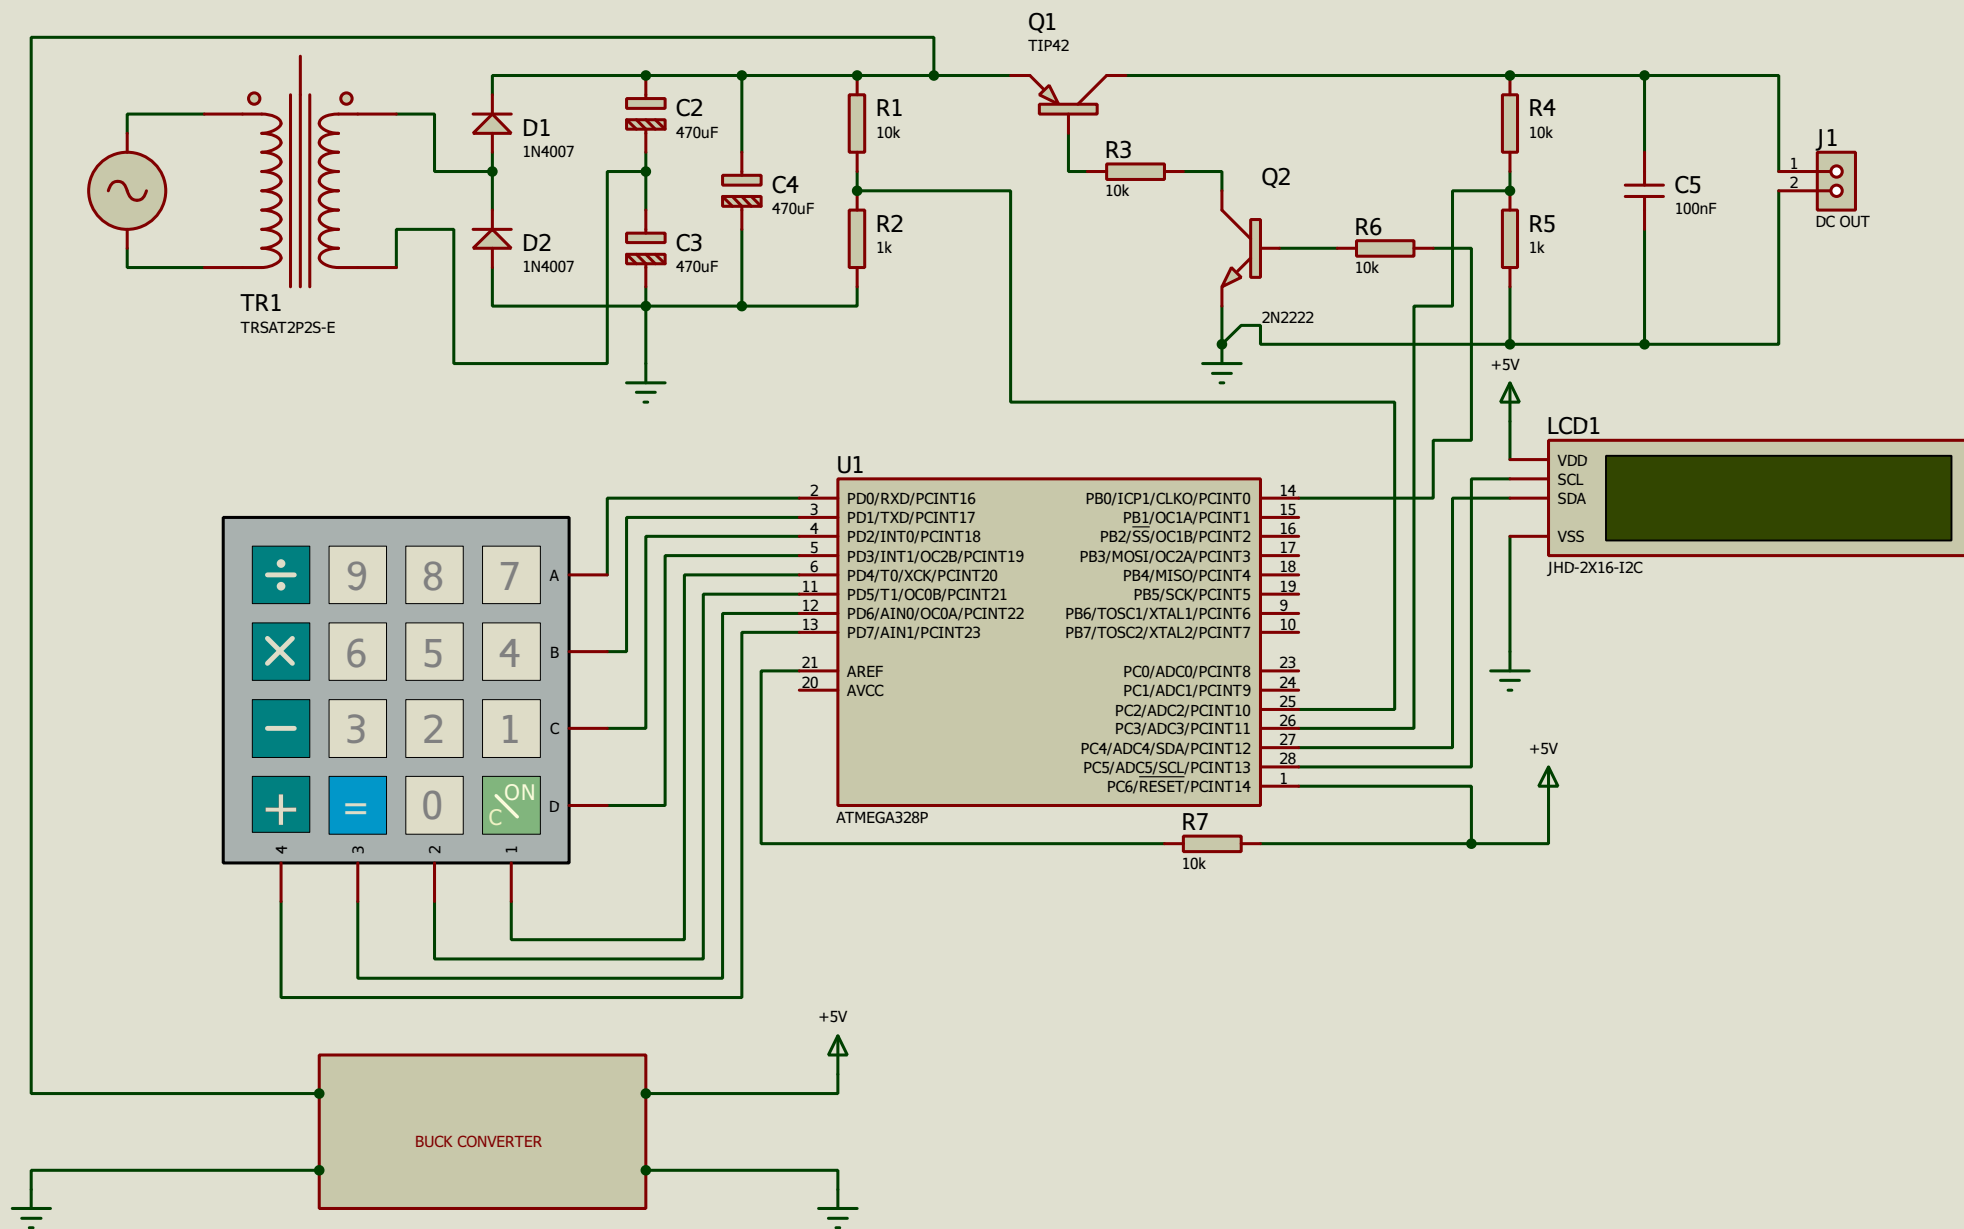 Q1
TIP42
D1
1N4007
C2
470uF
R1
10k
R4
10k
J1
1
2
DC OUT
R3
10k
Q2
C4
470uF
C5
100nF
D2
1N4007
C3
470uF
R2
1k
R6
10k
R5
1k
TR1
TRSAT2P2S-E
2N2222
+5V
LCD1
VDD
SCL
SDA
VSS
JHD-2X16-I2C
U1
2 PD0/RXD/PCINT16 PB0/ICP1/CLKO/PCINT0 14
3 PD1/TXD/PCINT17 PB1/OC1A/PCINT1 15
4 PD2/INT0/PCINT18 PB2/SS/OC1B/PCINT2 16
5 PD3/INT1/OC2B/PCINT19 PB3/MOSI/OC2A/PCINT3 17
6 PD4/T0/XCK/PCINT20 PB4/MISO/PCINT4 18
11 PD5/T1/OC0B/PCINT21 PB5/SCK/PCINT5 19
12 PD6/AIN0/OC0A/PCINT22 PB6/TOSC1/XTAL1/PCINT6 9
13 PD7/AIN1/PCINT23 PB7/TOSC2/XTAL2/PCINT7 10
21 AREF PC0/ADC0/PCINT8 23
20 AVCC PC1/ADC1/PCINT9 24
PC2/ADC2/PCINT10 25
PC3/ADC3/PCINT11 26
PC4/ADC4/SDA/PCINT12 27
PC5/ADC5/SCL/PCINT13 28
PC6/RESET/PCINT14 1
ATMEGA328P
÷ 9 8 7 A
× 6 5 4 B
− 3 2 1 C
+ = 0 ON/C D
4 3 2 1
R7
10k
+5V
+5V
BUCK CONVERTER